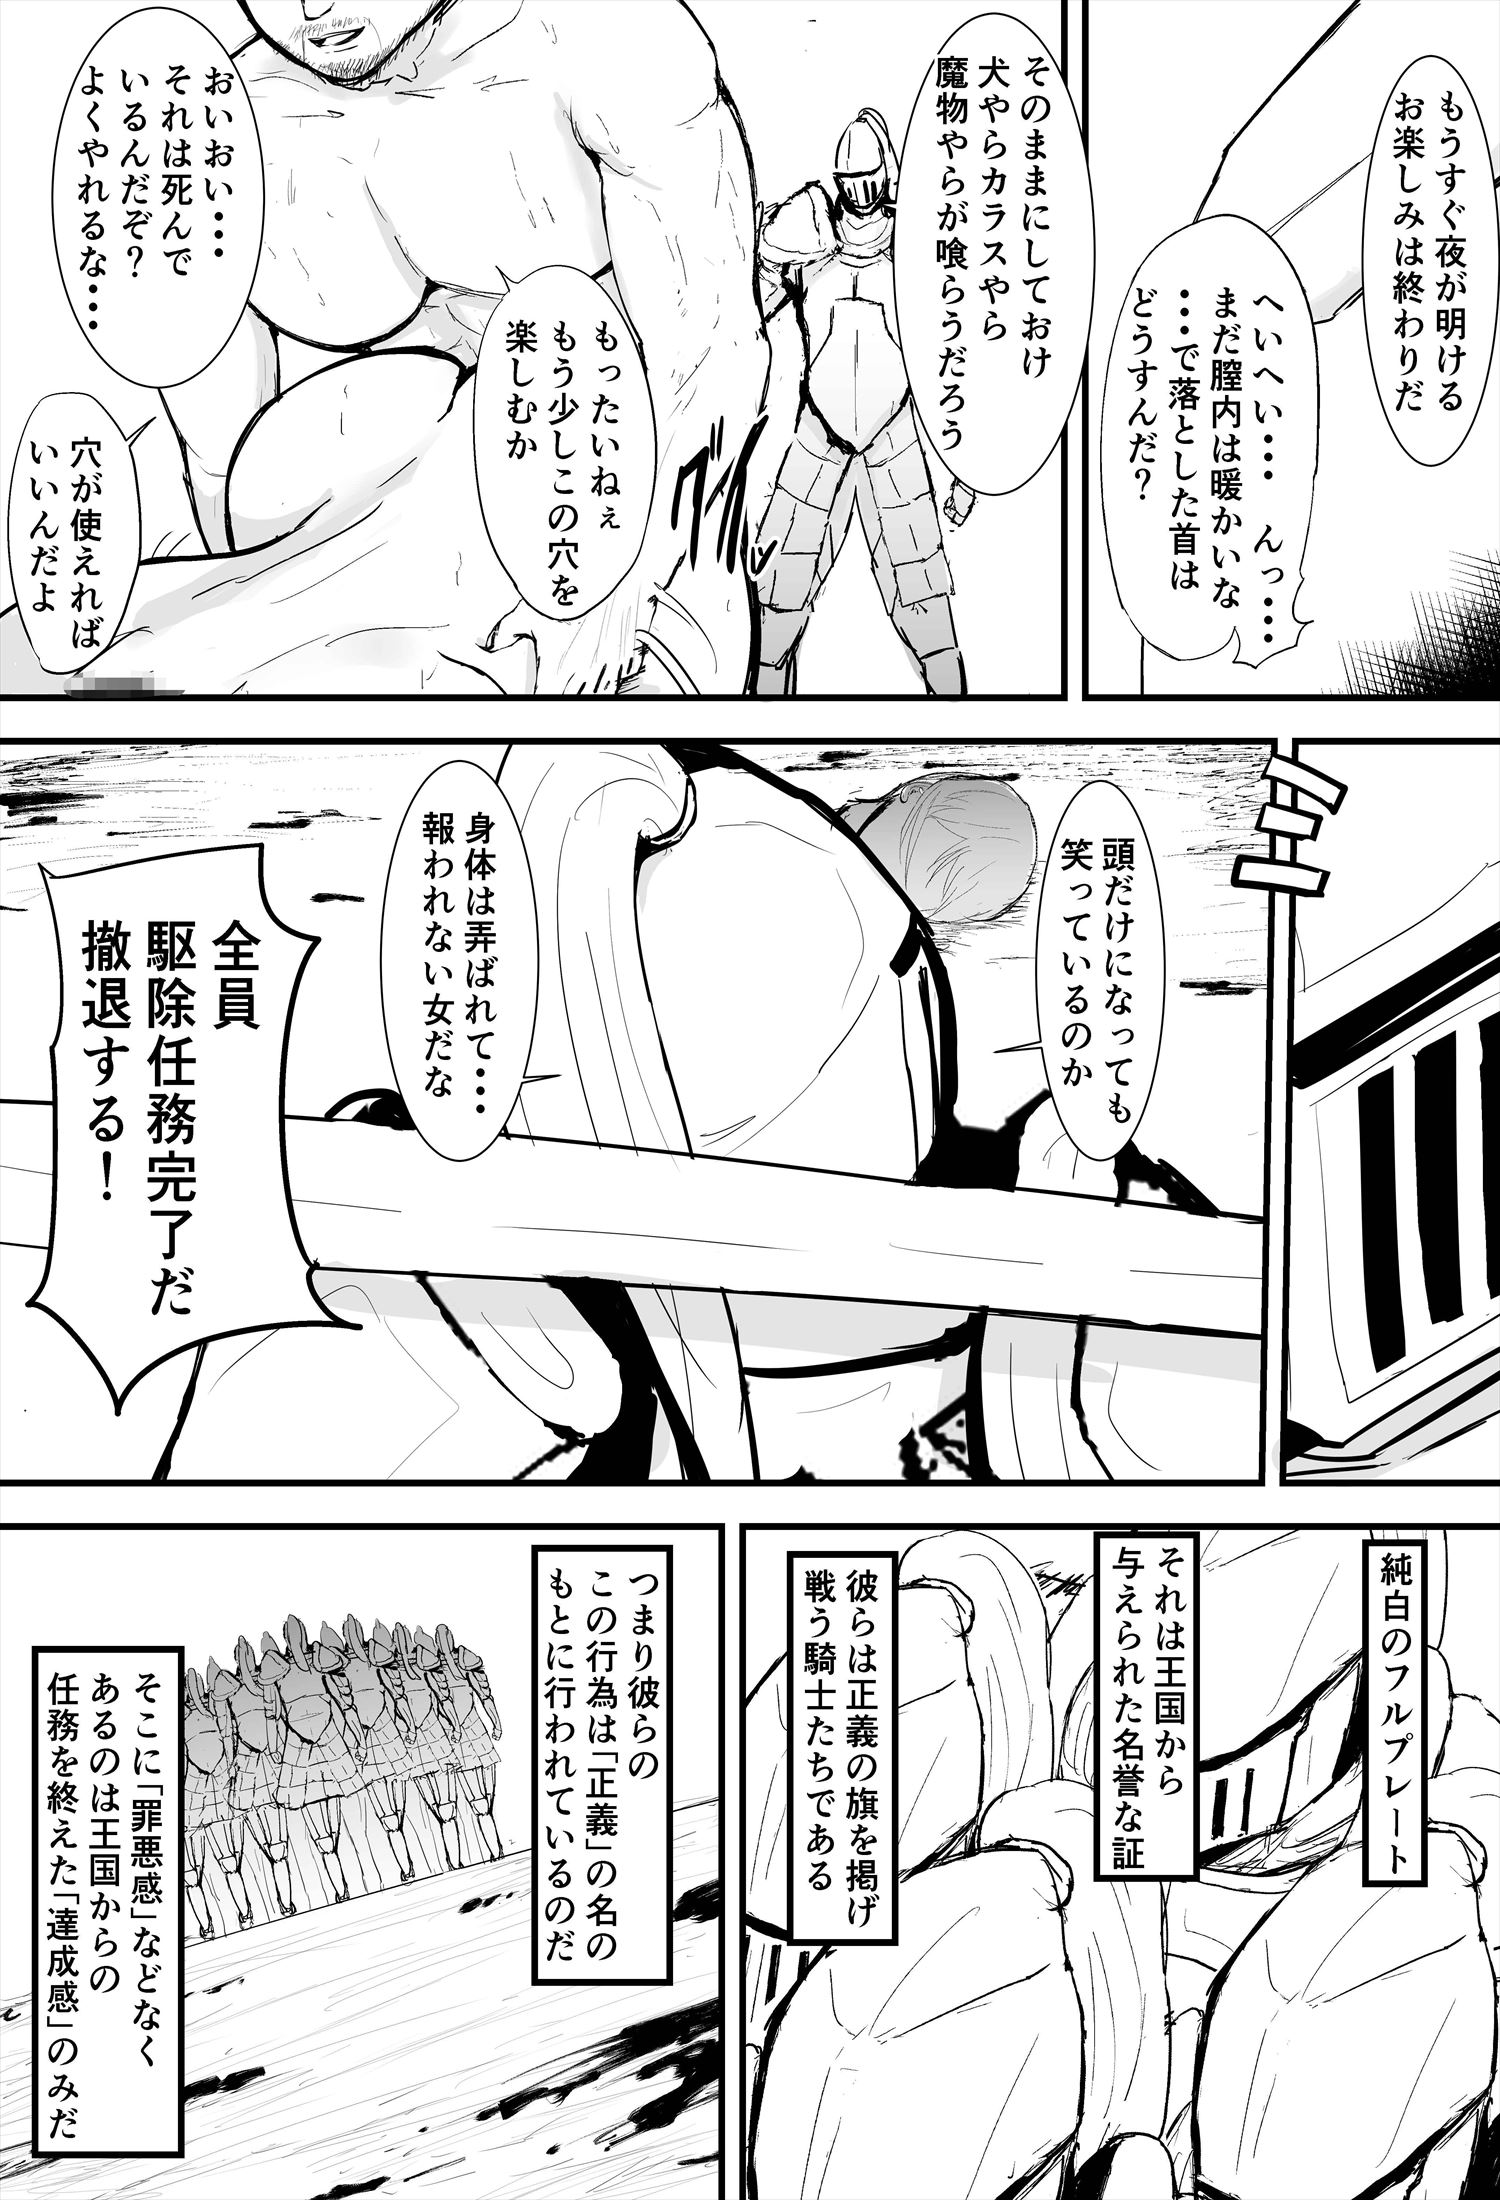 もうすぐ夜が明ける
お楽しみは終わりだ
へいへい・・・ んっ・・・・
まだ膣内は暖かいな
・・・で落とした首は
どうすんだ？
そのままにしておけ
犬やらカラスやら
魔物やらが喰らうだろう
もったいねぇ
もう少しこの穴を
楽しむか
グググッ
おいおい・・・
それは死んで
いるんだぞ？
よくやれるな・・・・
穴が使えれば
いいんだよ
頭だけになっても
笑っているのか
身体は弄ばれて・・・
報われない女だな
全員
駆除任務完了だ
撤退する！
純白のフルプレート
それは王国から
与えられた名誉な証
彼らは正義の旗を掲げ
戦う騎士たちである
つまり彼らの
この行為は「正義」の名の
もとに行われているのだ
そこに「罪悪感」などなく
あるのは王国からの
任務を終えた「達成感」のみだ